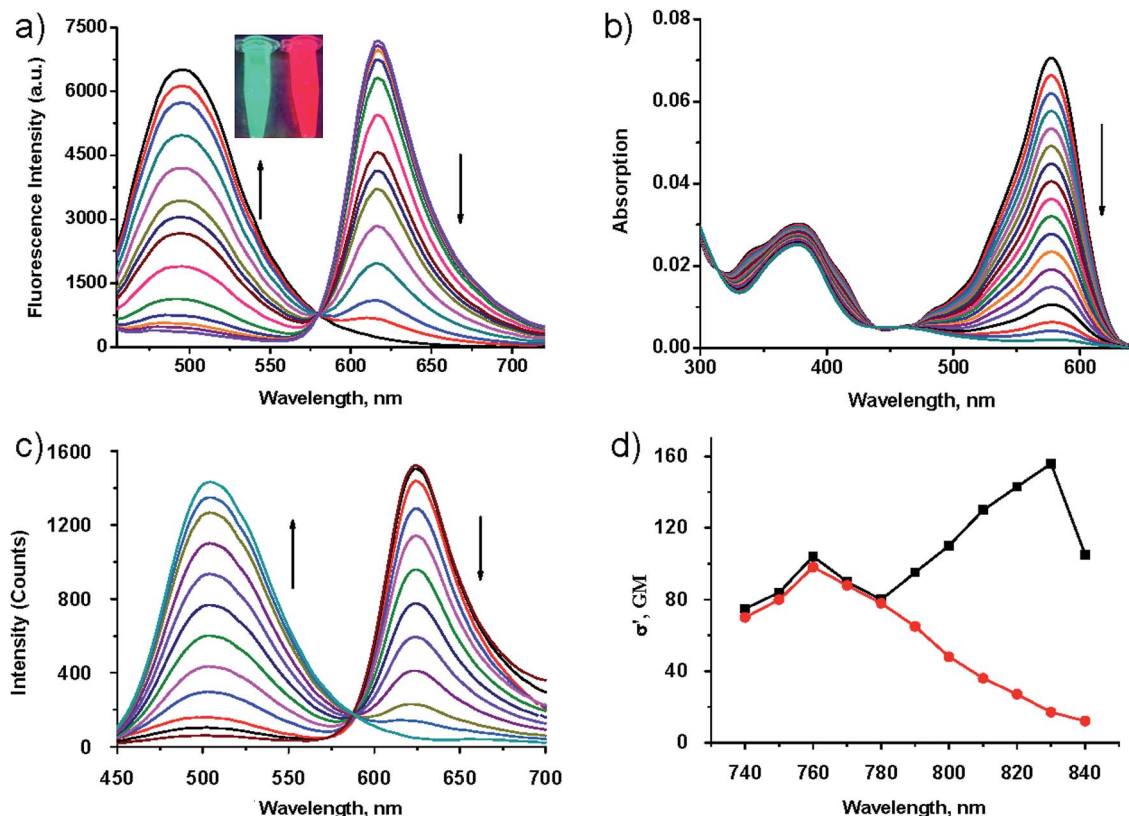 a)
7500
6000
4500
3000
1500
0
500 550 600 650 700
Fluorescence Intensity (a.u.)
Wavelength, nm
b)
0.08
0.06
0.04
0.02
0.00
300 400 500 600
Absorption
Wavelength, nm
c)
1600
1200
800
400
0
450 500 550 600 650 700
Intensity (Counts)
Wavelength, nm
d)
160
120
80
40
0
740 760 780 800 820 840
σ', GM
Wavelength, nm